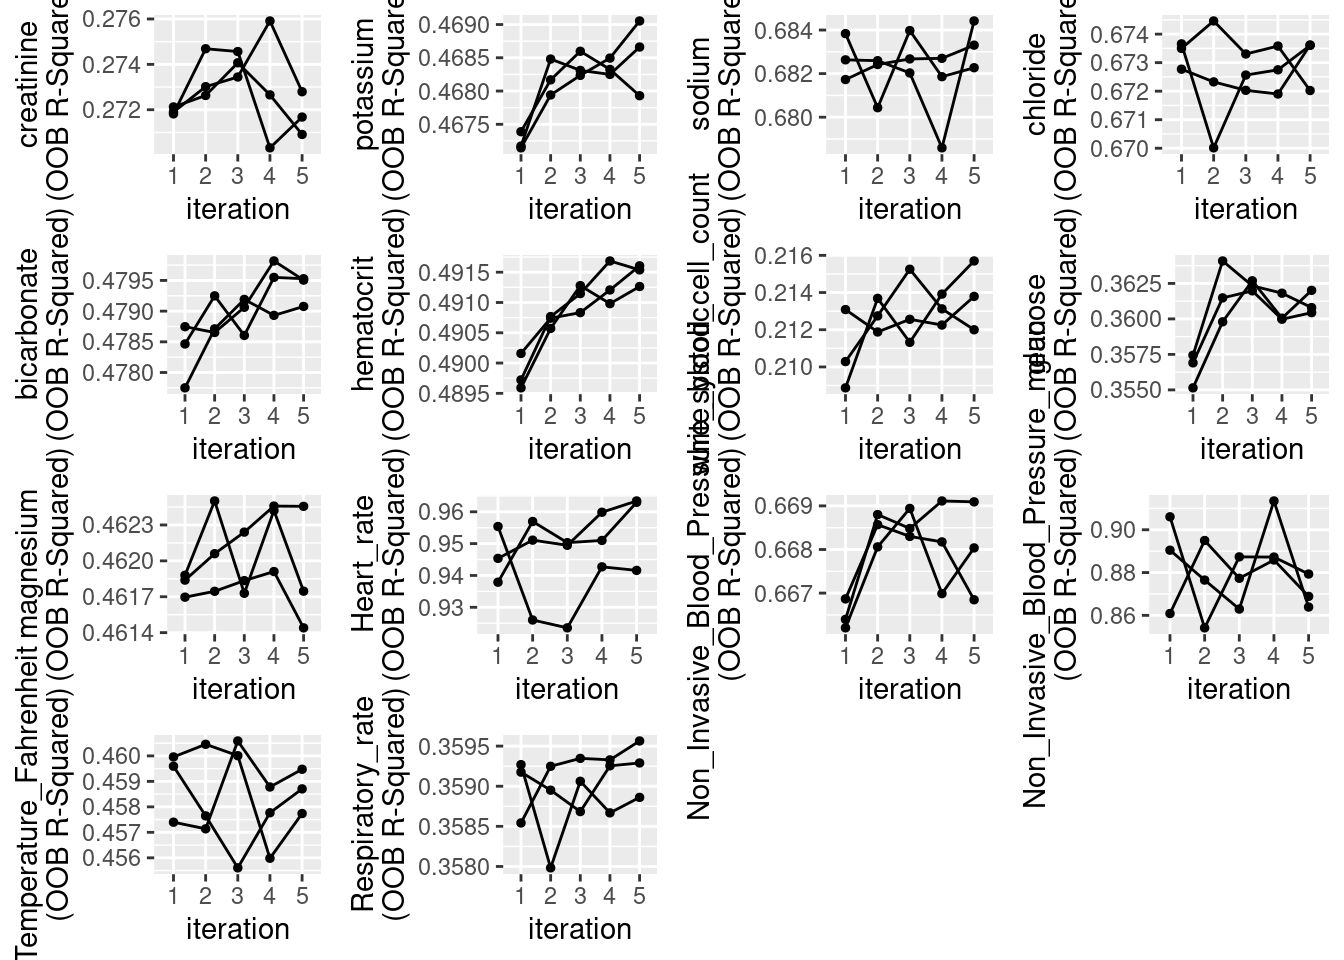 creatinine
(OOB R-Squared)
0.276
0.274
0.272
1 2 3 4 5
iteration
potassium
(OOB R-Squared)
0.4690
0.4685
0.4680
0.4675
1 2 3 4 5
iteration
sodium
(OOB R-Squared)
0.684
0.682
0.680
1 2 3 4 5
iteration
chloride
(OOB R-Squared)
0.674
0.673
0.672
0.671
0.670
1 2 3 4 5
iteration
bicarbonate
(OOB R-Squared)
0.4795
0.4790
0.4785
0.4780
1 2 3 4 5
iteration
hematocrit
(OOB R-Squared)
0.4915
0.4910
0.4905
0.4900
0.4895
1 2 3 4 5
iteration
white_blood_cell_count
(OOB R-Squared)
0.216
0.214
0.212
0.210
1 2 3 4 5
iteration
glucose
(OOB R-Squared)
0.3625
0.3600
0.3575
0.3550
1 2 3 4 5
iteration
magnesium
(OOB R-Squared)
0.4623
0.4620
0.4617
0.4614
1 2 3 4 5
iteration
Heart_rate
(OOB R-Squared)
0.96
0.95
0.94
0.93
1 2 3 4 5
iteration
Non_Invasive_Blood_Pressure_systolic
(OOB R-Squared)
0.669
0.668
0.667
1 2 3 4 5
iteration
Non_Invasive_Blood_Pressure_mean
(OOB R-Squared)
0.90
0.88
0.86
1 2 3 4 5
iteration
Temperature_Fahrenheit
(OOB R-Squared)
0.460
0.459
0.458
0.457
0.456
1 2 3 4 5
iteration
Respiratory_rate
(OOB R-Squared)
0.3595
0.3590
0.3585
0.3580
1 2 3 4 5
iteration